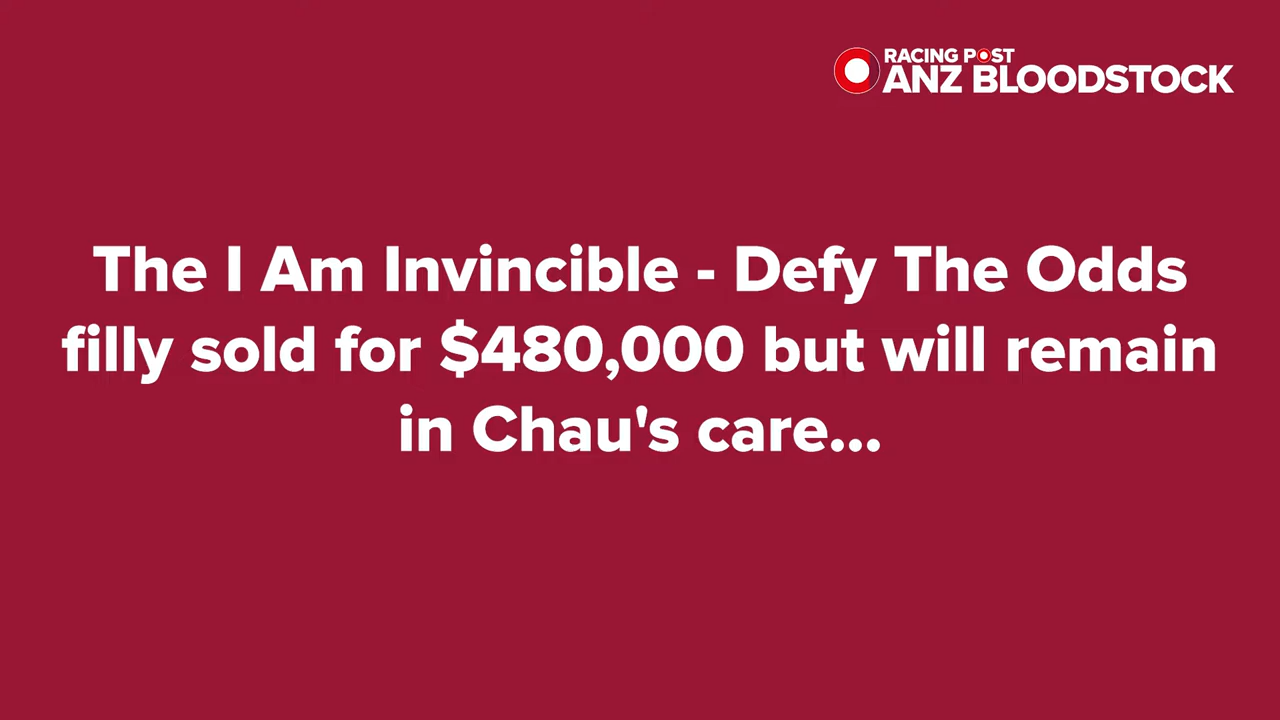 RACING POST
ANZ BLOODSTOCK
The I Am Invincible - Defy The Odds
filly sold for $480,000 but will remain
in Chau's care...